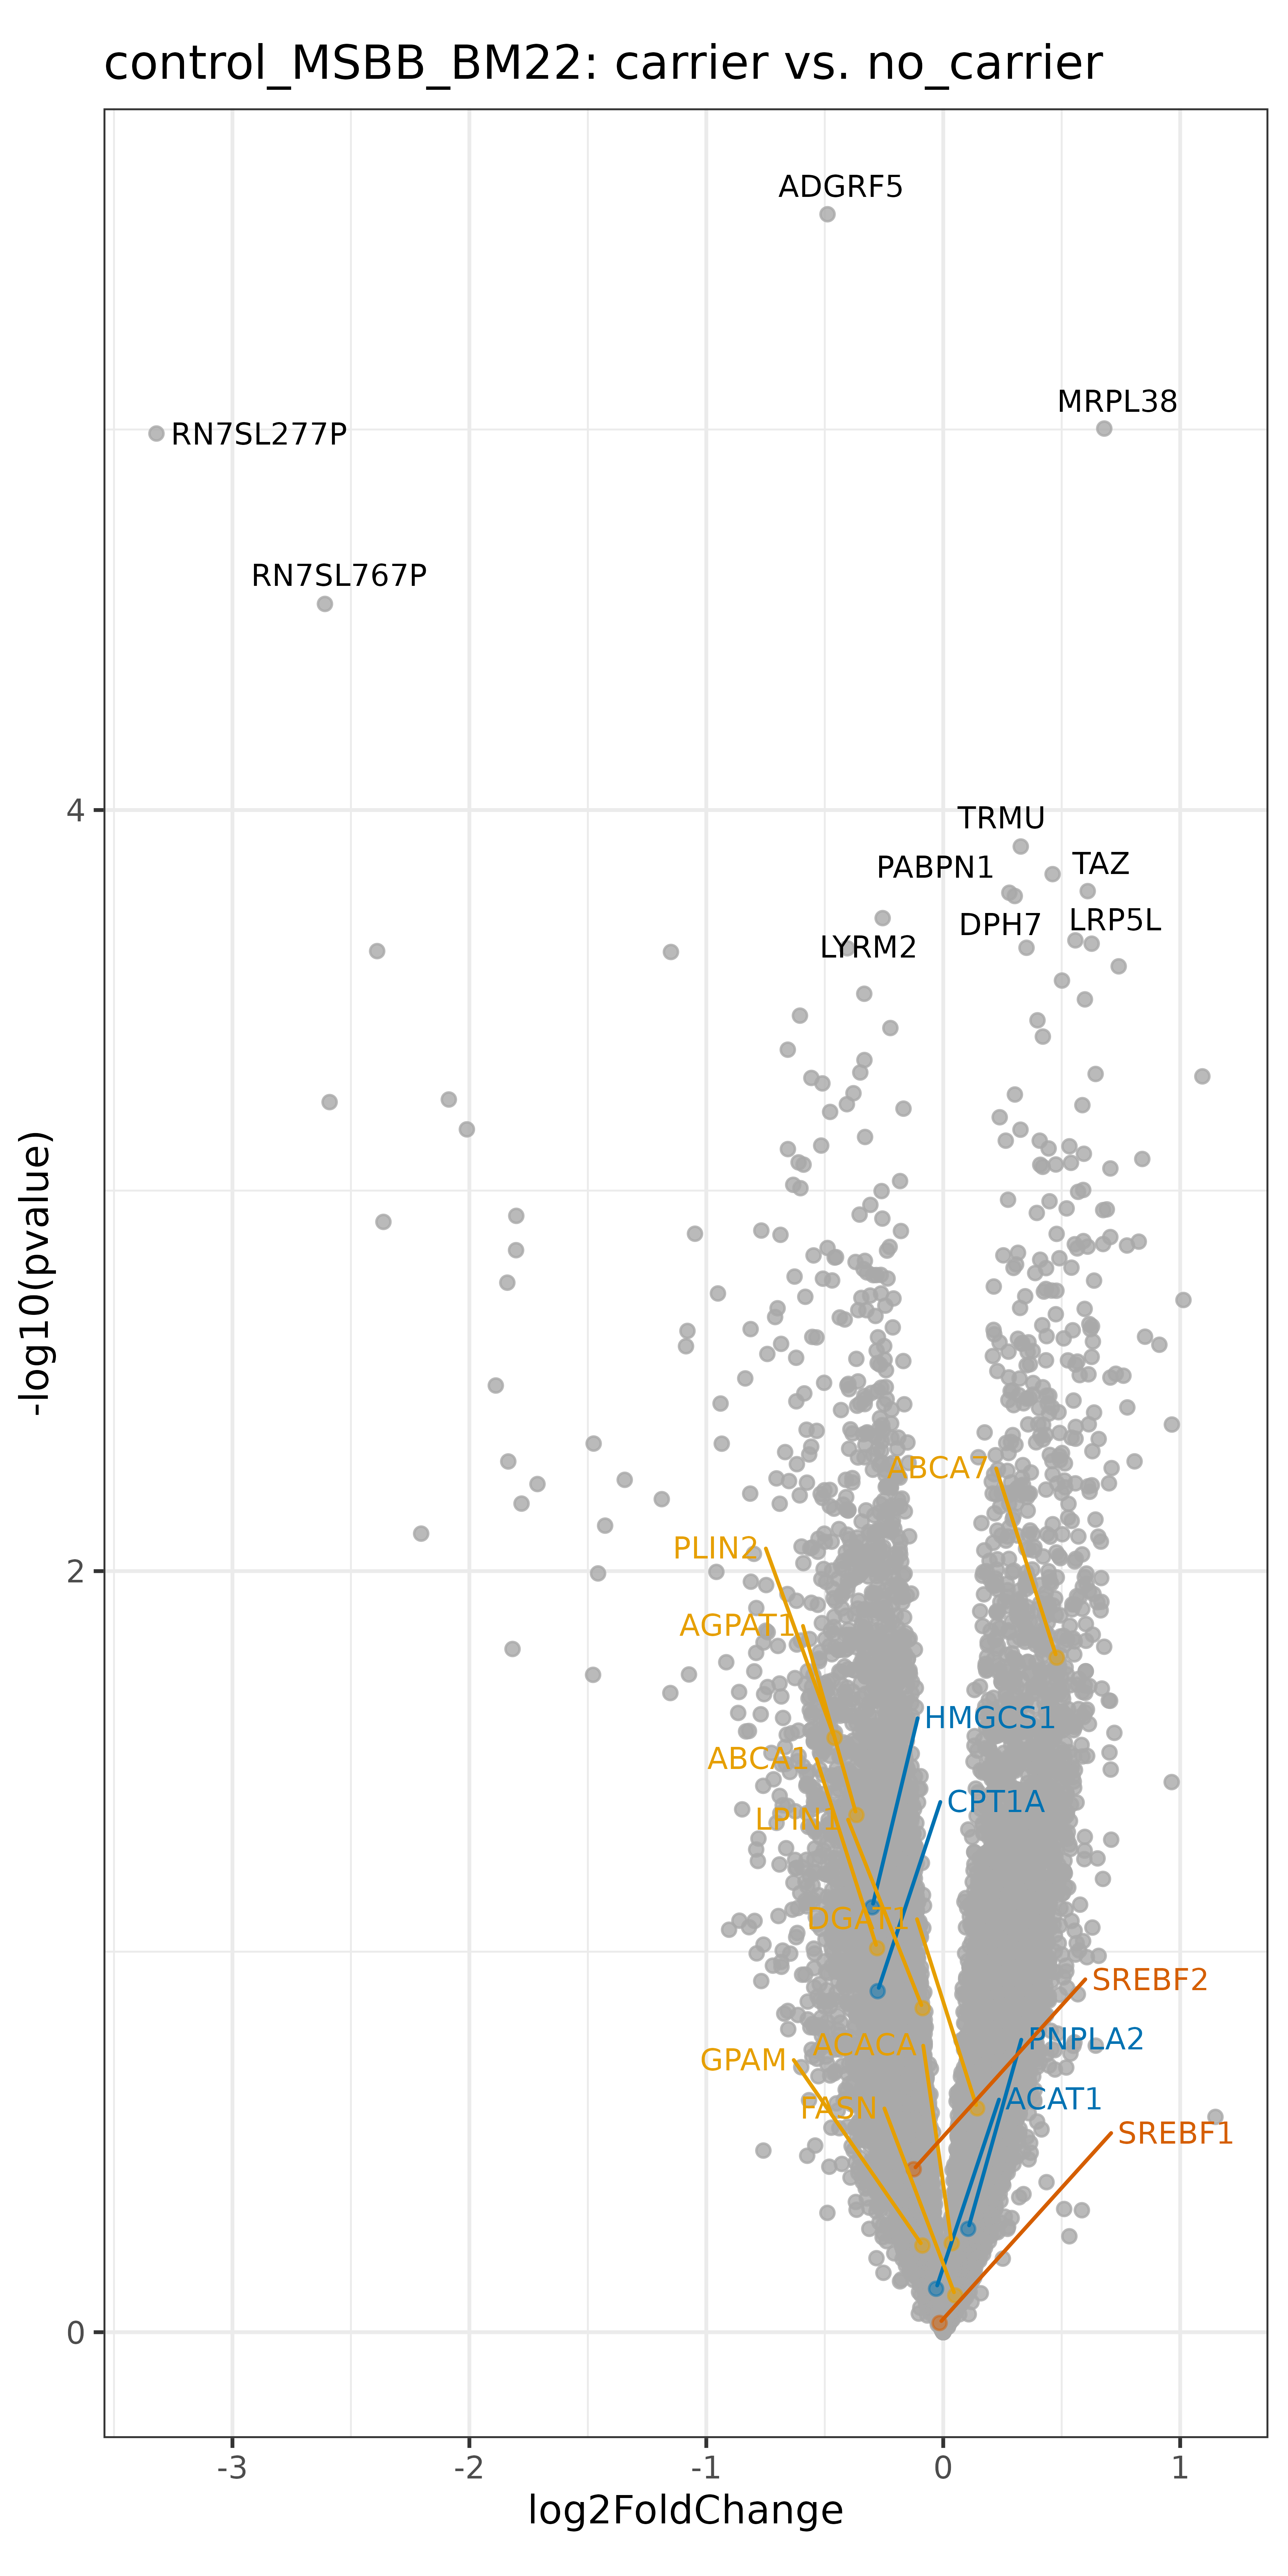 control_MSBB_BM22: carrier vs. no_carrier
ADGRF5
MRPL38
RN7SL277P
RN7SL767P
4
TRMU
PABPN1
TAZ
DPH7
LRP5L
LYRM2
-log10(pvalue)
ABCA7
PLIN2
2
AGPAT1
HMGCS1
ABCA1
CPT1A
LPIN1
DGAT1
SREBF2
PNPLA2
ACACA
GPAM
ACAT1
FASN
SREBF1
0
-3
-2
-1
0
1
log2FoldChange